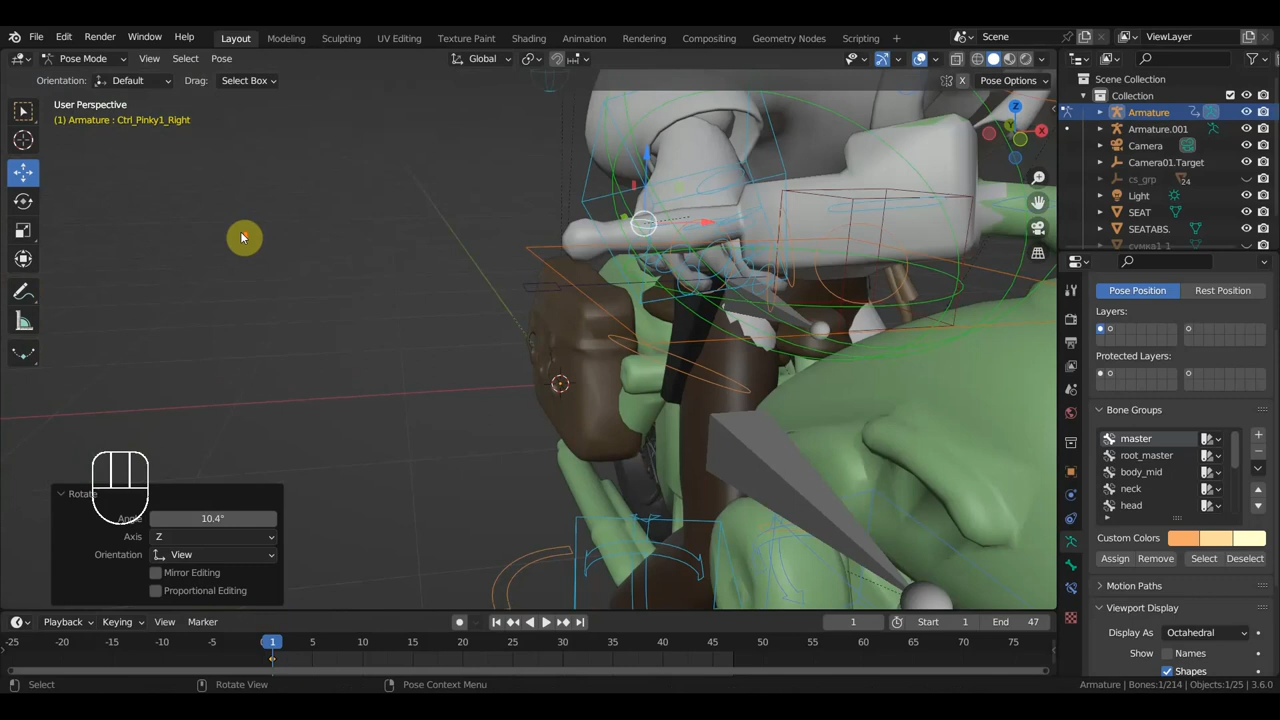 File Edit Render Window Help Layout Modeling Sculpting UV Editing Texture Paint Shading Animation Rendering Compositing Geometry Nodes Scripting + Scene ViewLayer
Pose Mode View Select Pose Global
Orientation: Default Drag: Select Box X Pose Options
User Perspective
(1) Armature : Ctrl_Pinky1_Right
Z
X
Scene Collection
Collection
Armature
Armature.001
Camera
Camera01.Target
cs_grp 24
Light
SEAT
SEATABS.
сумка1 1
Pose Position Rest Position
Layers:
Protected Layers:
Bone Groups
master
root_master
body_mid
neck
head
Custom Colors
Assign Remove Select Deselect
Motion Paths
Viewport Display
Display As Octahedral
Show Names
Shapes
Rotate
Angle 10.4°
Axis Z
Orientation View
Mirror Editing
Proportional Editing
Playback Keying View Marker 1 Start 1 End 47
-25 -20 -15 -10 -5 1 5 10 15 20 25 30 35 40 45 50 55 60 65 70 75
Select Rotate View Pose Context Menu Armature | Bones:1/214 | Objects:1/25 | 3.6.0